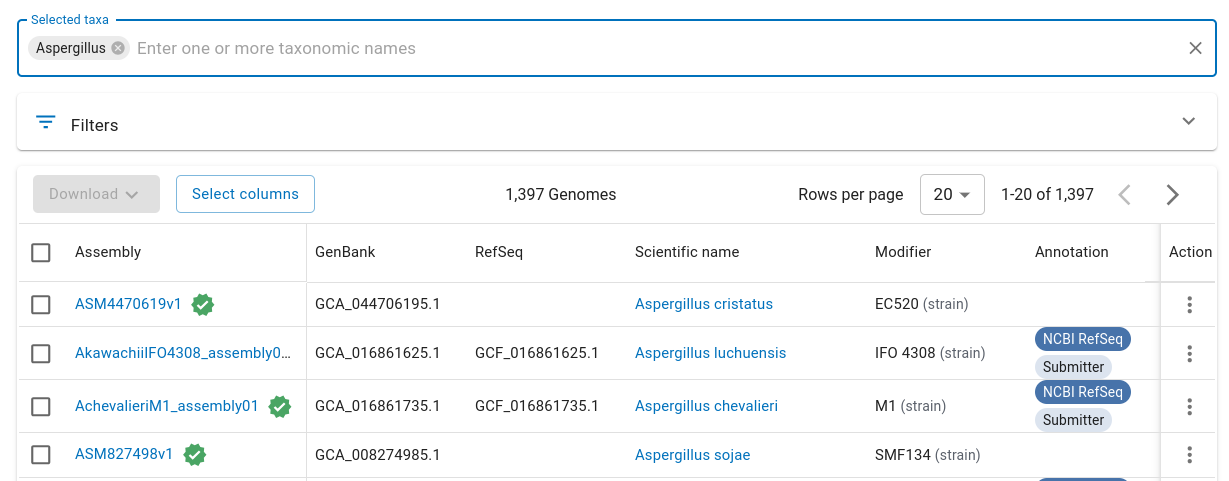 Selected taxa
Aspergillus Enter one or more taxonomic names
Filters
Download Select columns 1,397 Genomes Rows per page 20 1-20 of 1,397
Assembly GenBank RefSeq Scientific name Modifier Annotation Action
ASM4470619v1 GCA_044706195.1 Aspergillus cristatus EC520 (strain)
AkawachiiIFO4308_assembly0... GCA_016861625.1 GCF_016861625.1 Aspergillus luchuensis IFO 4308 (strain) NCBI RefSeq
Submitter
AchevalieriM1_assembly01 GCA_016861735.1 GCF_016861735.1 Aspergillus chevalieri M1 (strain) NCBI RefSeq
Submitter
ASM827498v1 GCA_008274985.1 Aspergillus sojae SMF134 (strain)